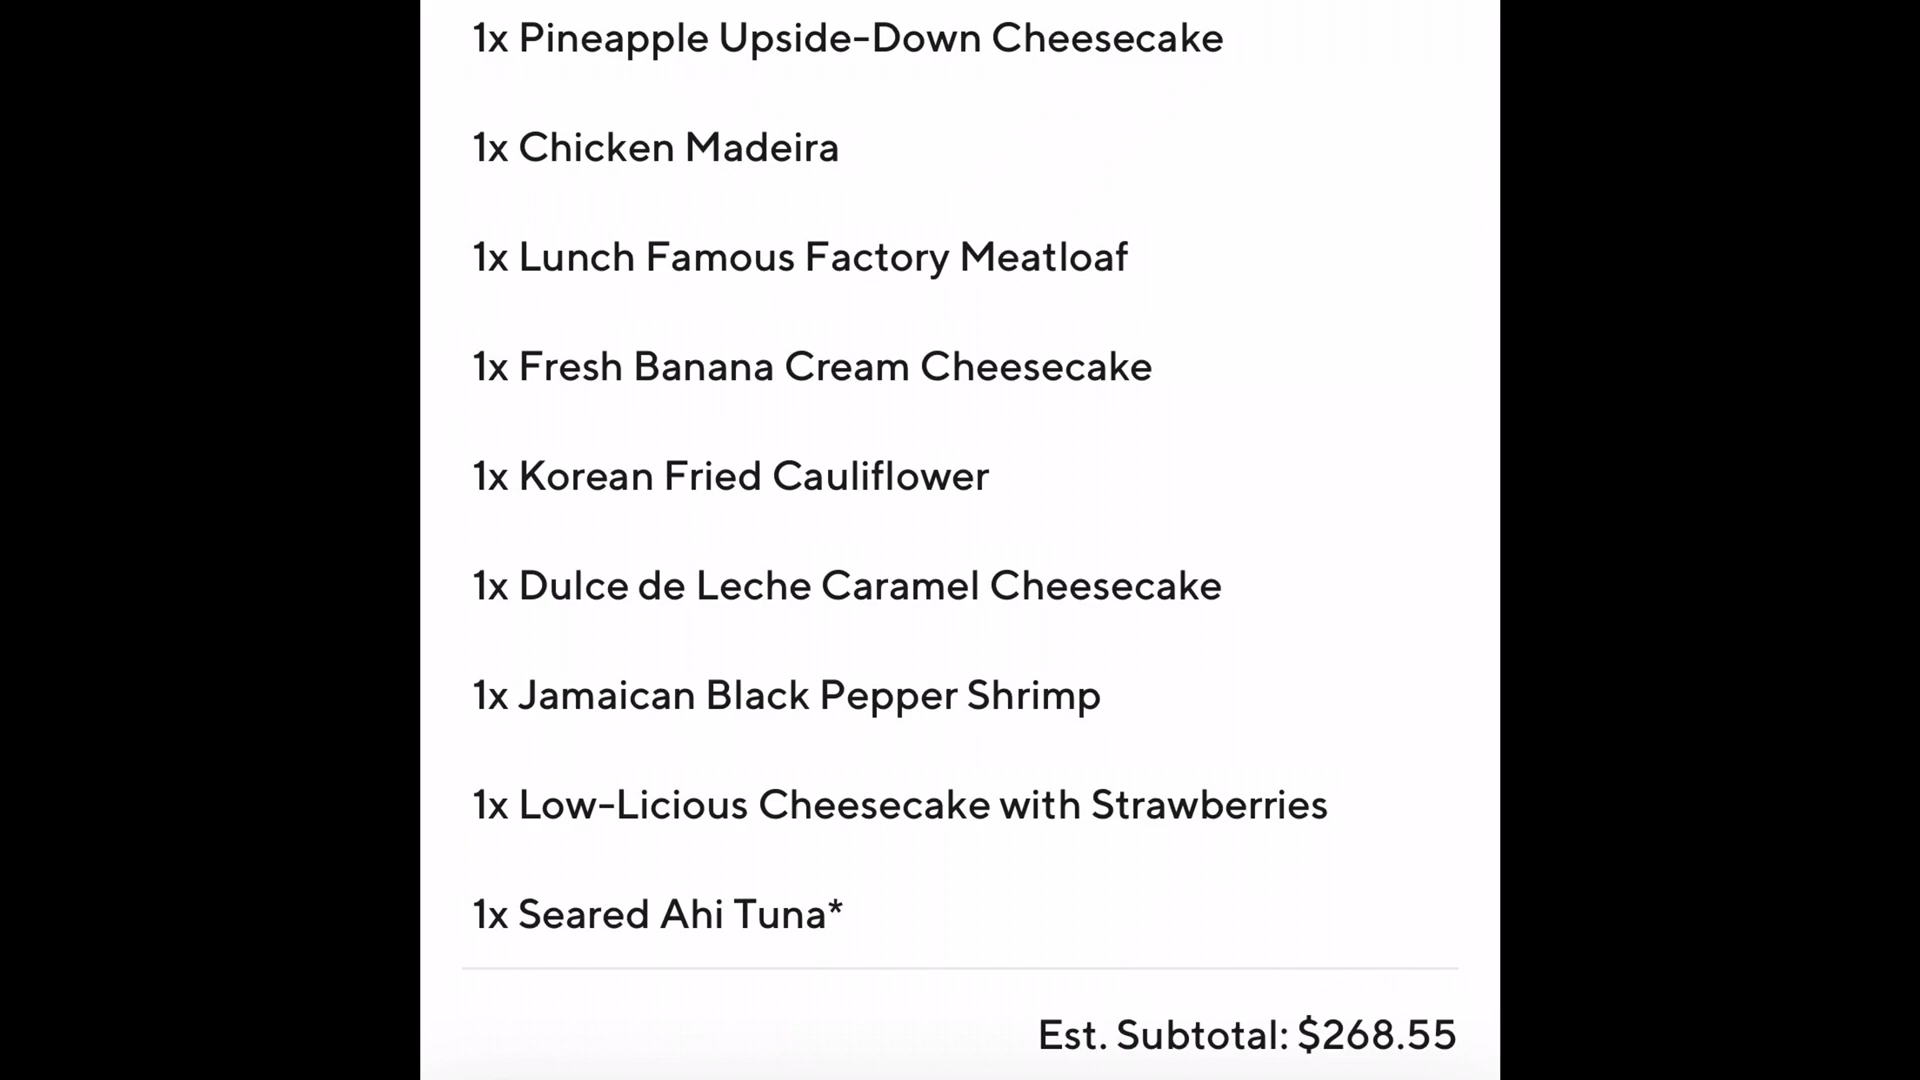 1x Pineapple Upside-Down Cheesecake
1x Chicken Madeira
1x Lunch Famous Factory Meatloaf
1x Fresh Banana Cream Cheesecake
1x Korean Fried Cauliflower
1x Dulce de Leche Caramel Cheesecake
1x Jamaican Black Pepper Shrimp
1x Low-Licious Cheesecake with Strawberries
1x Seared Ahi Tuna*
Est. Subtotal: $268.55